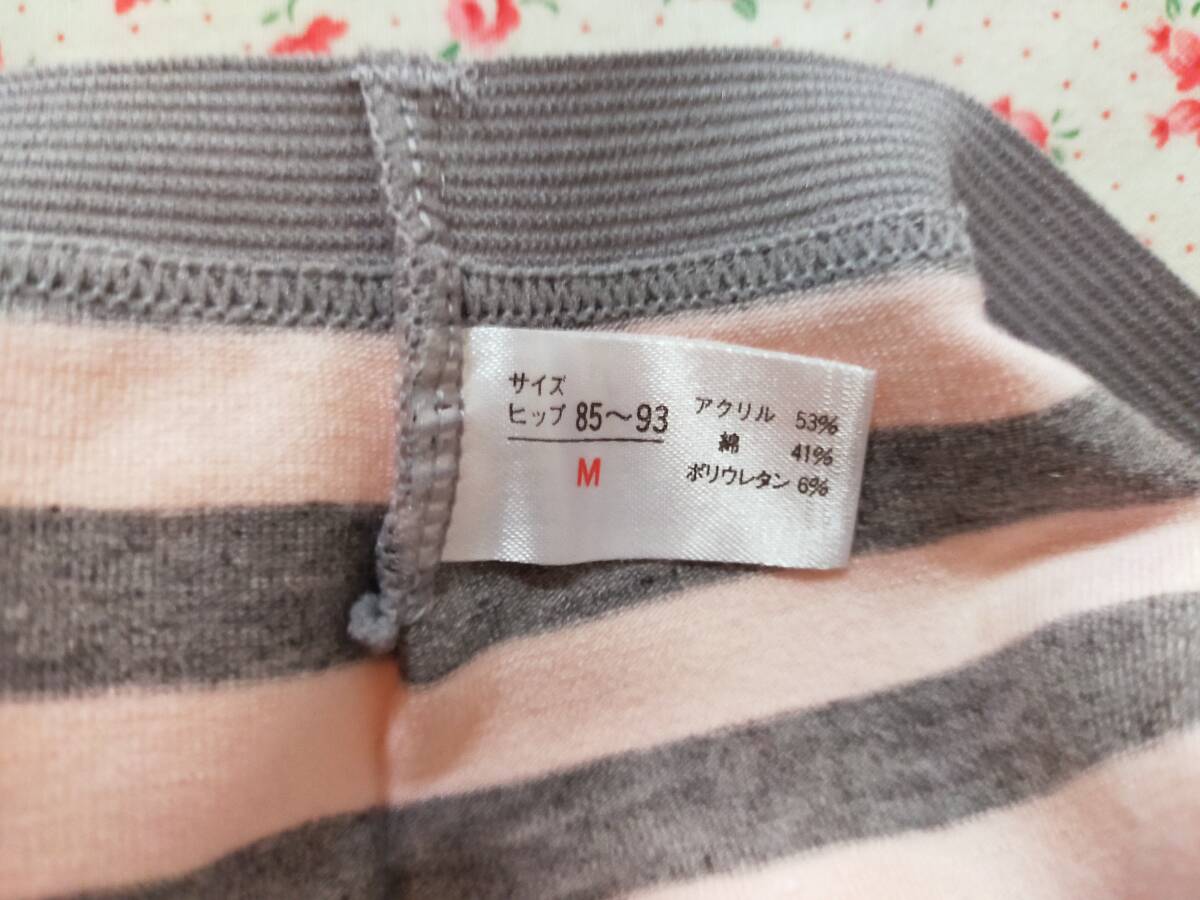 サイズ
ヒップ 85〜93
M
アクリル 53%
綿 41%
ポリウレタン 6%